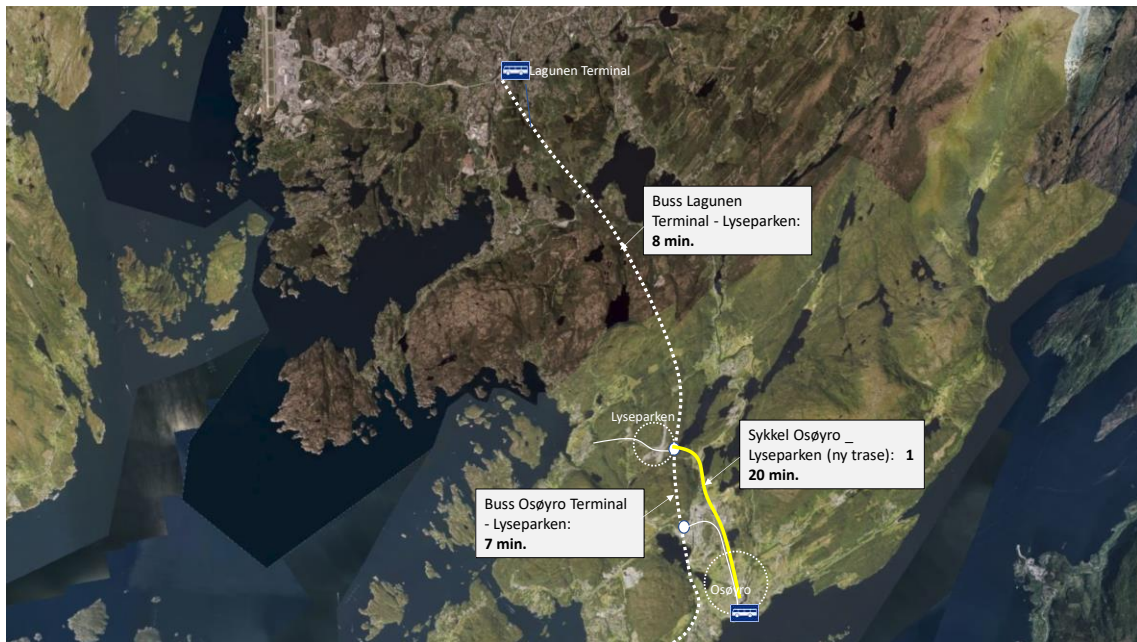 Lagunen Terminal
Buss Lagunen
Terminal - Lyseparken:
8 min.
Lyseparken
Sykkel Osøyro _
Lyseparken (ny trase): 1
20 min.
Buss Osøyro Terminal
- Lyseparken:
7 min.
Osøyro